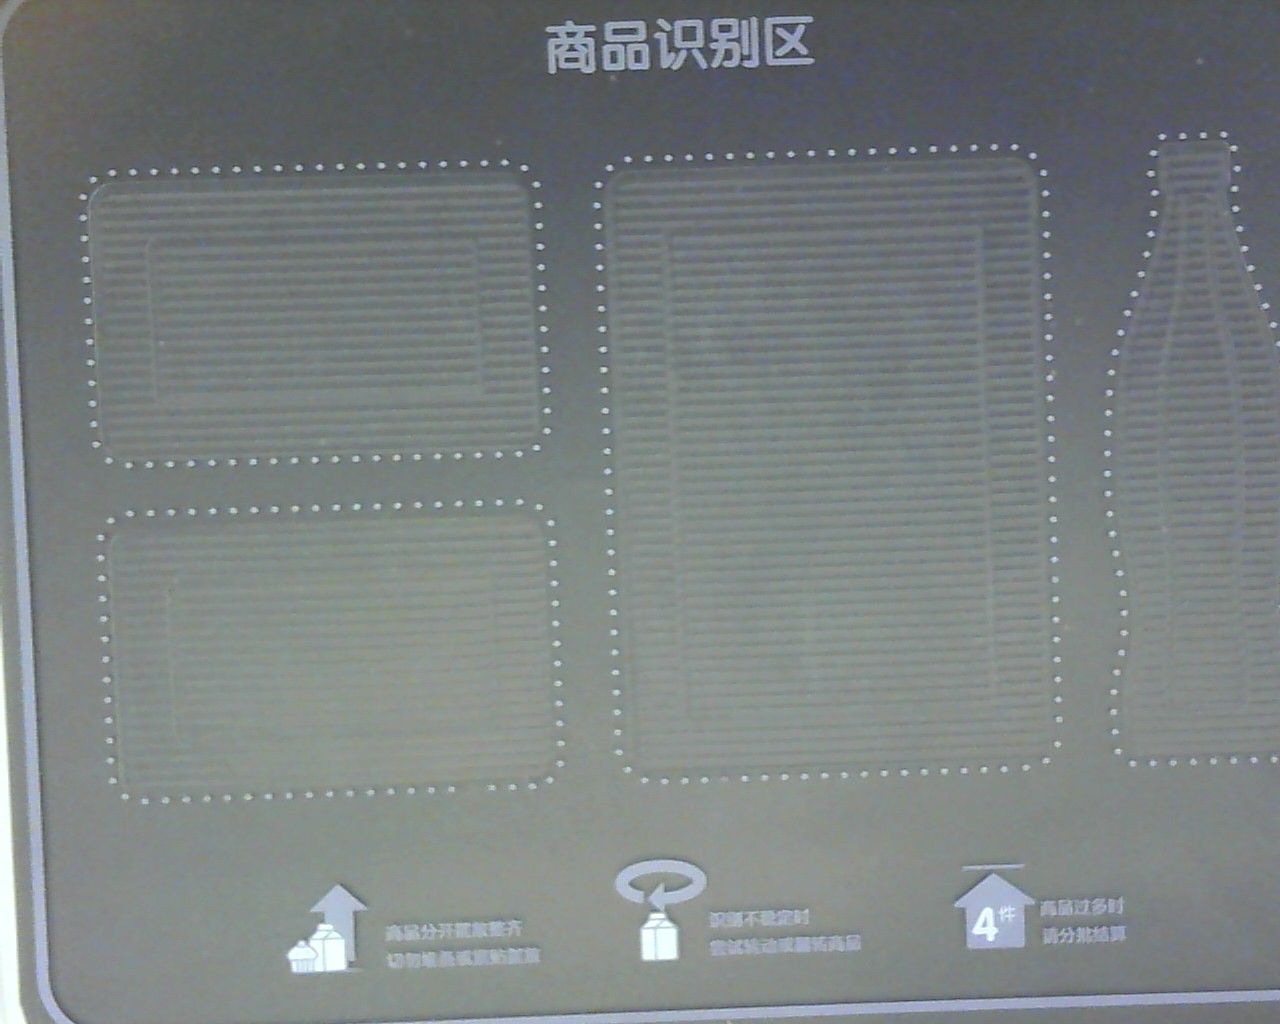 商品识别区
商品分开摆放整齐
切勿堆叠或紧贴放置
识别不稳定时
尝试转动或翻转商品
4件
商品过多时
请分批结算